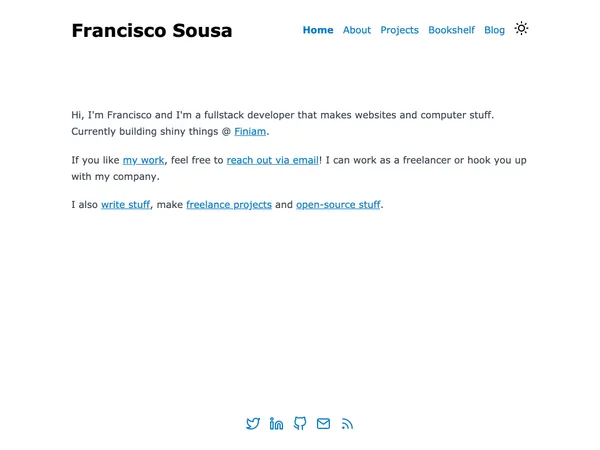 Francisco Sousa
Home About Projects Bookshelf Blog
Hi, I'm Francisco and I'm a fullstack developer that makes websites and computer stuff.
Currently building shiny things @ Finiam.
If you like my work, feel free to reach out via email! I can work as a freelancer or hook you up
with my company.
I also write stuff, make freelance projects and open-source stuff.